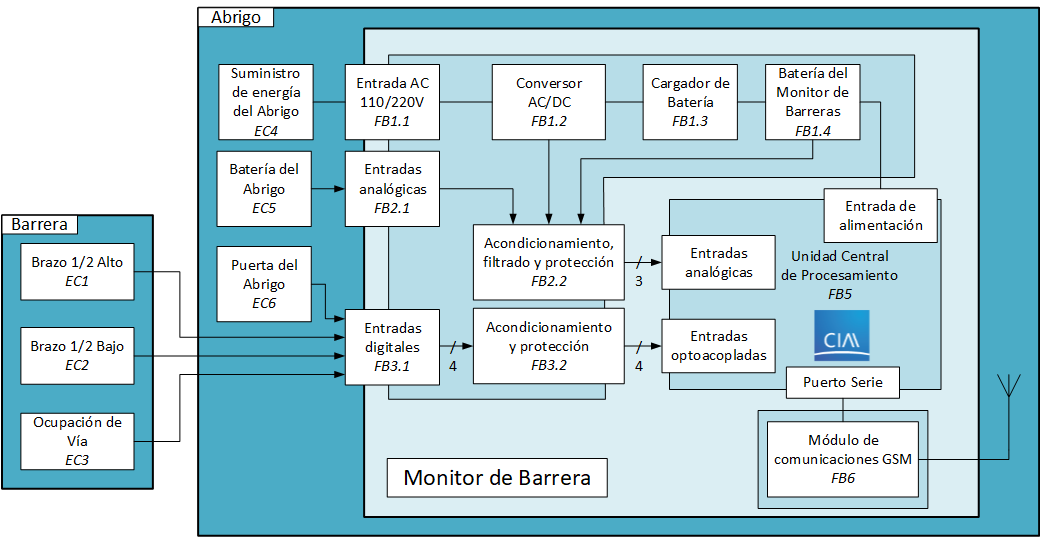 Abrigo
Suministro
de energía
del Abrigo
EC4
Entrada AC
110/220V
FB1.1
Conversor
AC/DC
FB1.2
Cargador de
Batería
FB1.3
Batería del
Monitor de
Barreras
FB1.4
Batería del
Abrigo
EC5
Entradas
analógicas
FB2.1
Entrada de
alimentación
Barrera
Brazo 1/2 Alto
EC1
Puerta del
Abrigo
EC6
Acondicionamiento,
filtrado y protección
FB2.2
/
3
Entradas
analógicas
Unidad Central
de Procesamiento
FB5
Brazo 1/2 Bajo
EC2
Entradas
digitales
FB3.1
/
4
Acondicionamiento
y protección
FB3.2
/
4
Entradas
optoacopladas
CIAA
Puerto Serie
Ocupación de
Vía
EC3
Módulo de
comunicaciones GSM
FB6
Monitor de Barrera